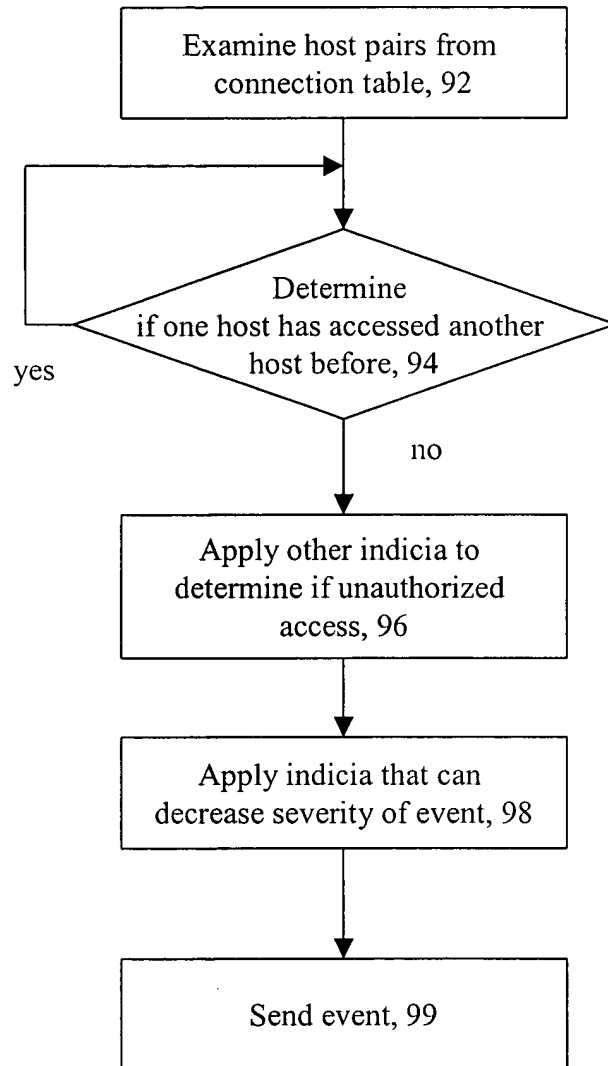 Examine host pairs from
connection table, 92
Determine
if one host has accessed another
host before, 94
yes
no
Apply other indicia to
determine if unauthorized
access, 96
Apply indicia that can
decrease severity of event, 98
Send event, 99